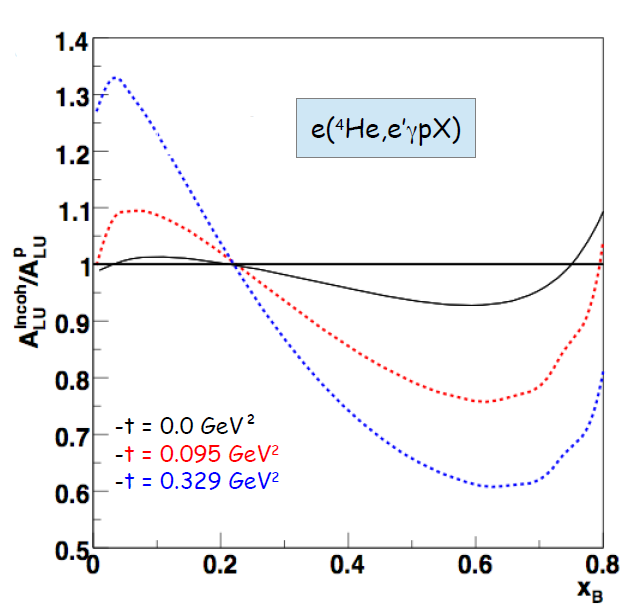 1.4
1.3
1.2
1.1
1
0.9
0.8
0.7
0.6
0.5
A_LU^Incoh/A_LU^p
e(⁴He,e'γpX)
-t = 0.0 GeV²
-t = 0.095 GeV²
-t = 0.329 GeV²
0 0.2 0.4 0.6 0.8
x_B